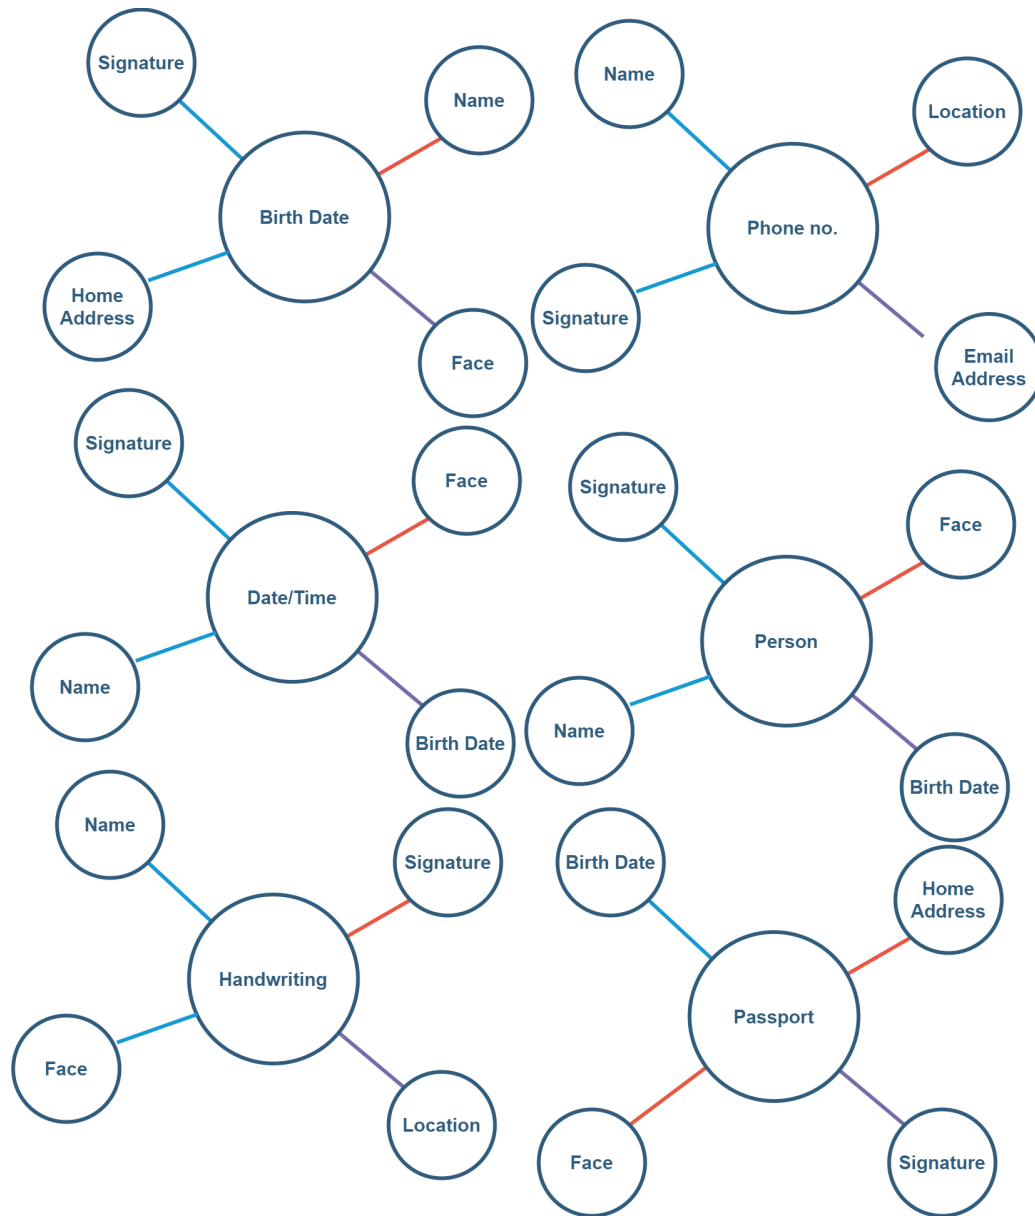 Signature
Name
Birth Date
Home
Address
Face
Name
Location
Phone no.
Signature
Email
Address
Signature
Face
Date/Time
Name
Birth Date
Signature
Face
Person
Name
Birth Date
Name
Signature
Handwriting
Face
Location
Birth Date
Home
Address
Passport
Face
Signature